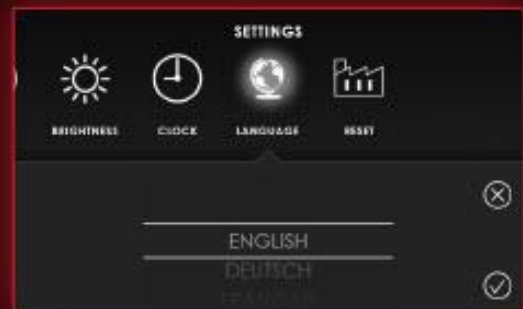 SETTINGS
BRIGHTNESS CLOCK LANGUAGE RESET
ENGLISH
DEUTSCH